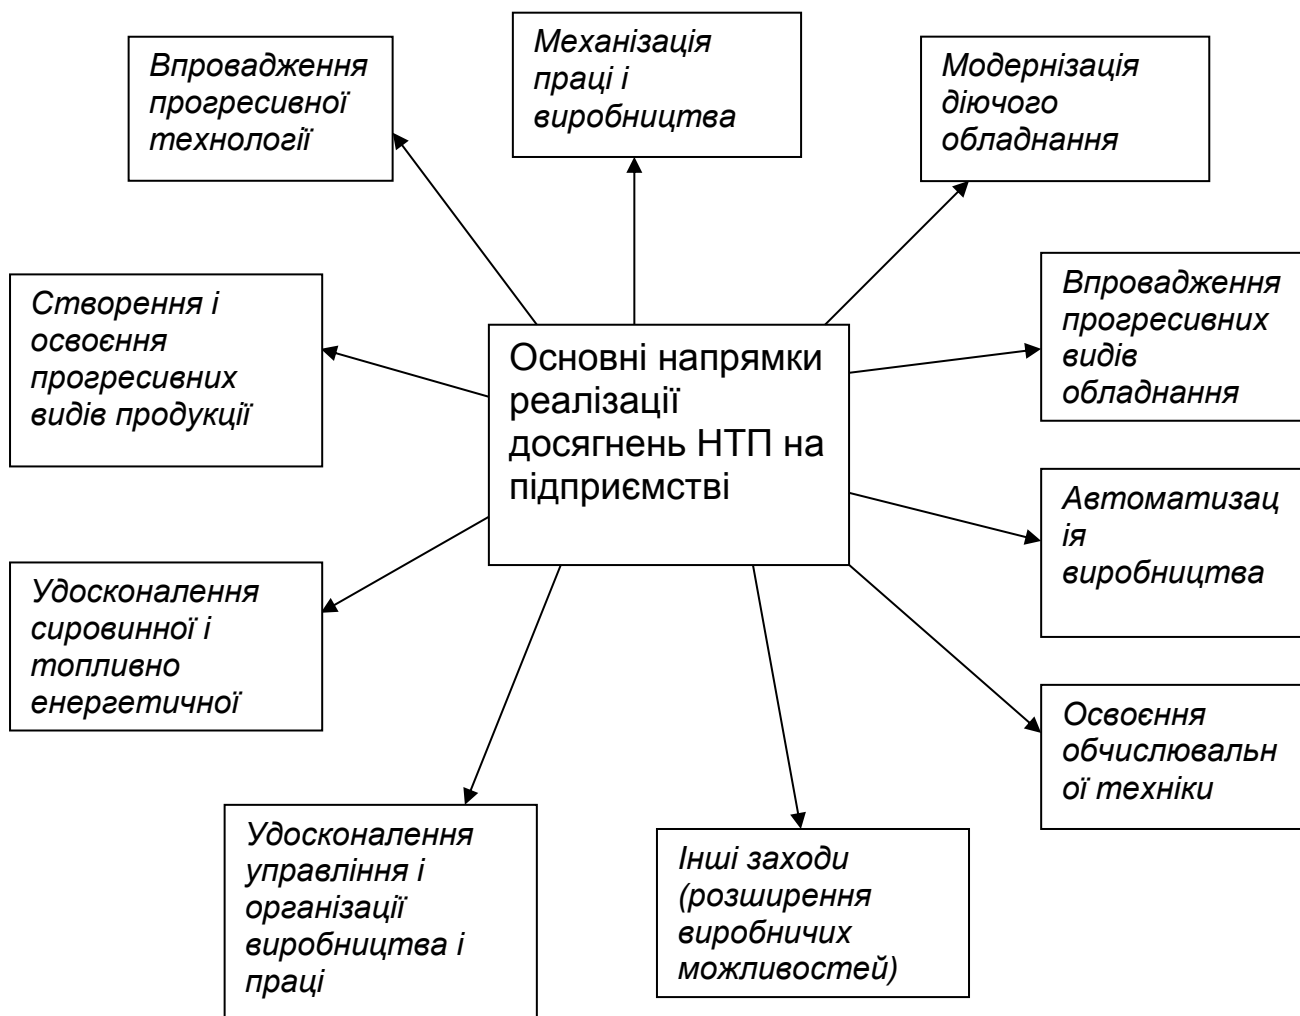 Впровадження
прогресивної
технології
Механізація
праці і
виробництва
Модернізація
діючого
обладнання
Створення і
освоєння
прогресивних
видів продукції
Основні напрямки
реалізації
досягнень НТП на
підприємстві
Впровадження
прогресивних
видів
обладнання
Автоматизац
ія
виробництва
Удосконалення
сировинної і
топливно
енергетичної
Освоєння
обчислювальн
ої техніки
Удосконалення
управління і
організації
виробництва і
праці
Інші заходи
(розширення
виробничих
можливостей)